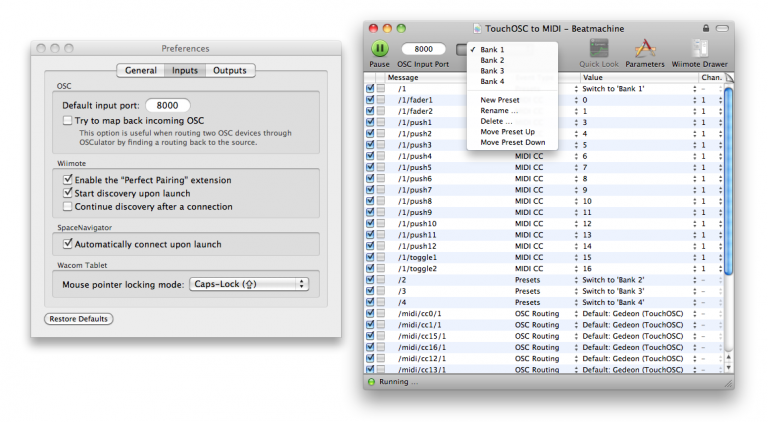 Preferences
General Inputs Outputs
OSC
Default input port: 8000
Try to map back incoming OSC
This option is useful when routing two OSC devices through
OSCulator by finding a routing back to the source.
Wiimote
Enable the “Perfect Pairing” extension
Start discovery upon launch
Continue discovery after a connection
SpaceNavigator
Automatically connect upon launch
Wacom Tablet
Mouse pointer locking mode: Caps-Lock (⇪)
Restore Defaults
TouchOSC to MIDI – Beatmachine
8000
Pause OSC Input Port Quick Look Parameters Wiimote Drawer
✓ Bank 1
Bank 2
Bank 3
Bank 4
New Preset
Rename ...
Delete ...
Move Preset Up
Move Preset Down
Message Value Chan.
/1 Switch to 'Bank 1' –
/1/fader1 0 1
/1/fader2 1 1
/1/push1 3 1
/1/push2 4 1
/1/push3 5 1
/1/push4 MIDI CC 6 1
/1/push5 MIDI CC 7 1
/1/push6 MIDI CC 8 1
/1/push7 MIDI CC 9 1
/1/push8 MIDI CC 10 1
/1/push9 MIDI CC 11 1
/1/push10 MIDI CC 12 1
/1/push11 MIDI CC 13 1
/1/push12 MIDI CC 14 1
/1/toggle1 MIDI CC 15 1
/1/toggle2 MIDI CC 16 1
/2 Presets Switch to 'Bank 2' –
/3 Presets Switch to 'Bank 3' –
/4 Presets Switch to 'Bank 4' –
/midi/cc0/1 OSC Routing Default: Gedeon (TouchOSC) –
/midi/cc1/1 OSC Routing Default: Gedeon (TouchOSC) –
/midi/cc15/1 OSC Routing Default: Gedeon (TouchOSC) –
/midi/cc16/1 OSC Routing Default: Gedeon (TouchOSC) –
/midi/cc12/1 OSC Routing Default: Gedeon (TouchOSC) –
/midi/cc13/1 OSC Routing Default: Gedeon (TouchOSC) –
Running ...